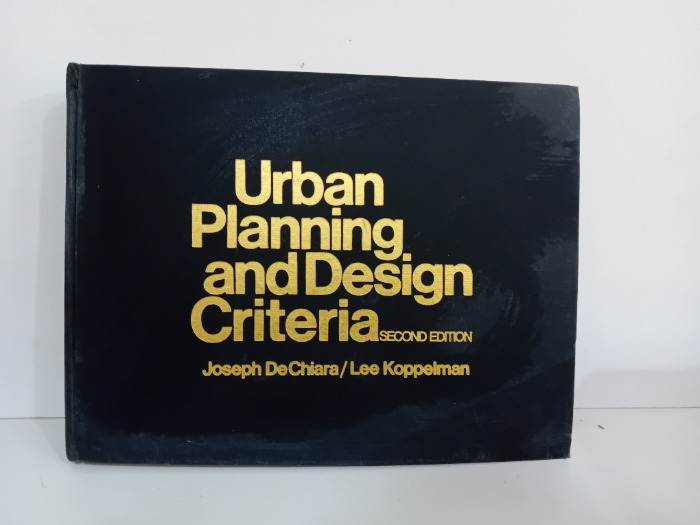 Urban
Planning
and Design
Criteria SECOND EDITION
Joseph DeChiara/Lee Koppelman